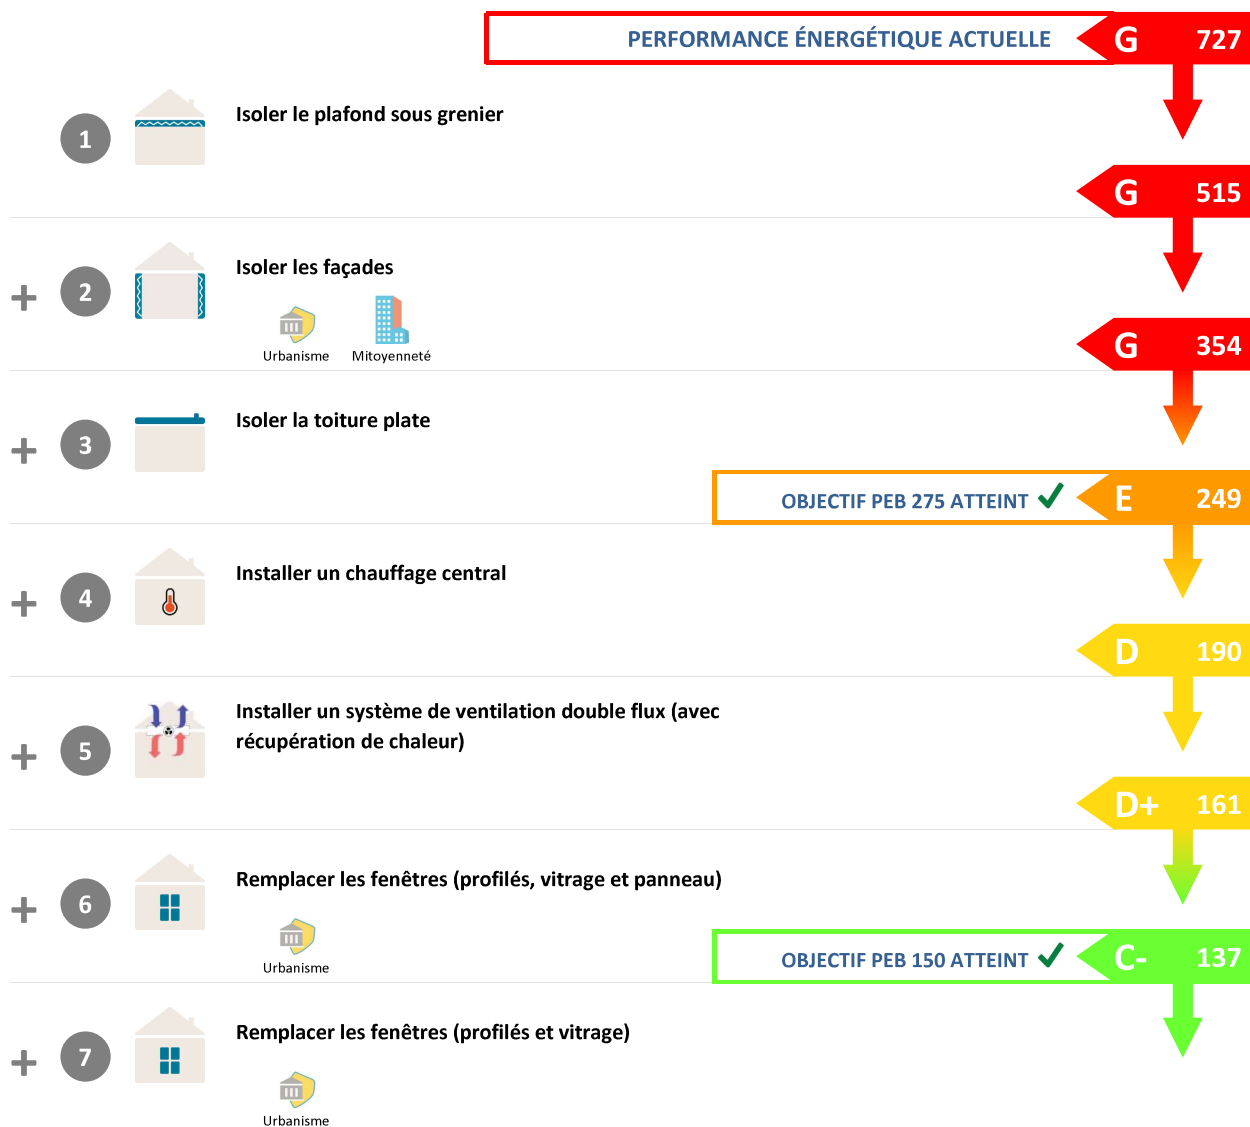 PERFORMANCE ÉNERGÉTIQUE ACTUELLE G 727
1 Isoler le plafond sous grenier
G 515
+ 2 Isoler les façades
Urbanisme Mitoyenneté
G 354
+ 3 Isoler la toiture plate
OBJECTIF PEB 275 ATTEINT E 249
+ 4 Installer un chauffage central
D 190
+ 5 Installer un système de ventilation double flux (avec
récupération de chaleur)
D+ 161
+ 6 Remplacer les fenêtres (profilés, vitrage et panneau)
Urbanisme
OBJECTIF PEB 150 ATTEINT C- 137
+ 7 Remplacer les fenêtres (profilés et vitrage)
Urbanisme